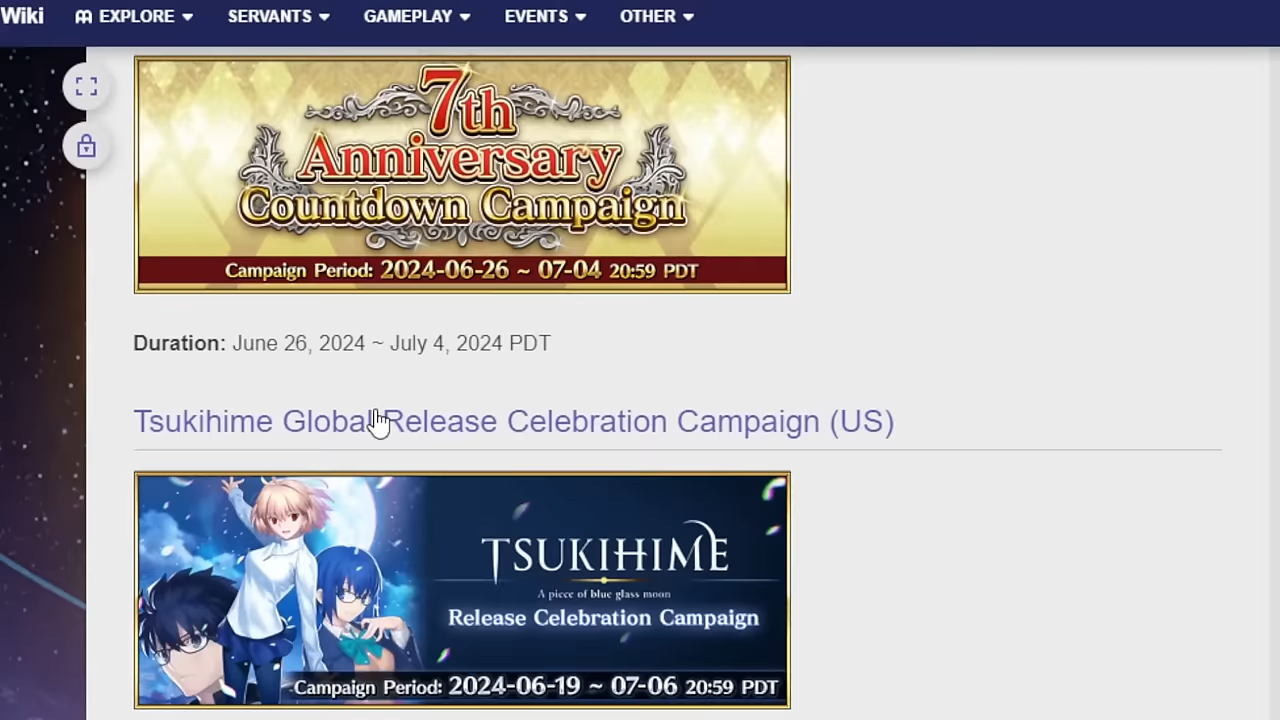 Wiki EXPLORE SERVANTS GAMEPLAY EVENTS OTHER
7th
Anniversary
Countdown Campaign
Campaign Period: 2024-06-26 ~ 07-04 20:59 PDT
Duration: June 26, 2024 ~ July 4, 2024 PDT
Tsukihime Global Release Celebration Campaign (US)
TSUKIHIME
A piece of blue glass moon
Release Celebration Campaign
Campaign Period: 2024-06-19 ~ 07-06 20:59 PDT